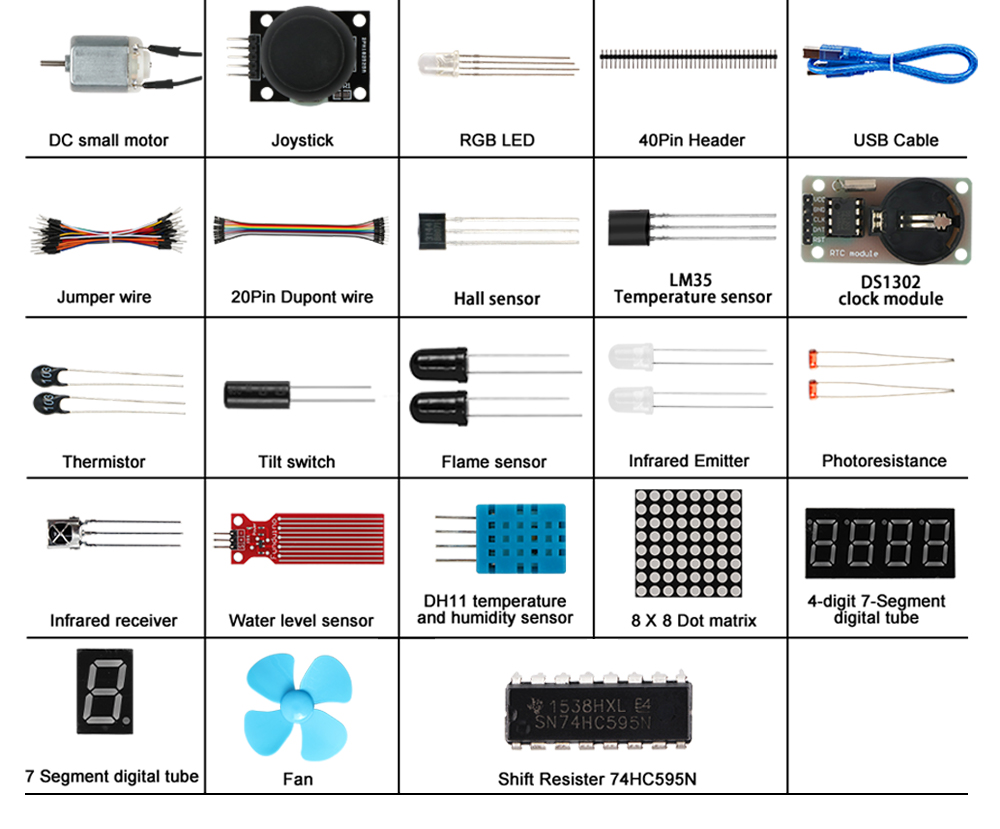 DC small motor
Joystick
RGB LED
40Pin Header
USB Cable
Jumper wire
20Pin Dupont wire
Hall sensor
LM35
Temperature sensor
VCC
GND
CLK
DAT
RST
RTC module
DS1302
clock module
103
103
Thermistor
Tilt switch
Flame sensor
Infrared Emitter
Photoresistance
Infrared receiver
Water level sensor
DH11 temperature
and humidity sensor
8 X 8 Dot matrix
4-digit 7-Segment
digital tube
7 Segment digital tube
Fan
1538HXL E4
SN74HC595N
Shift Resister 74HC595N